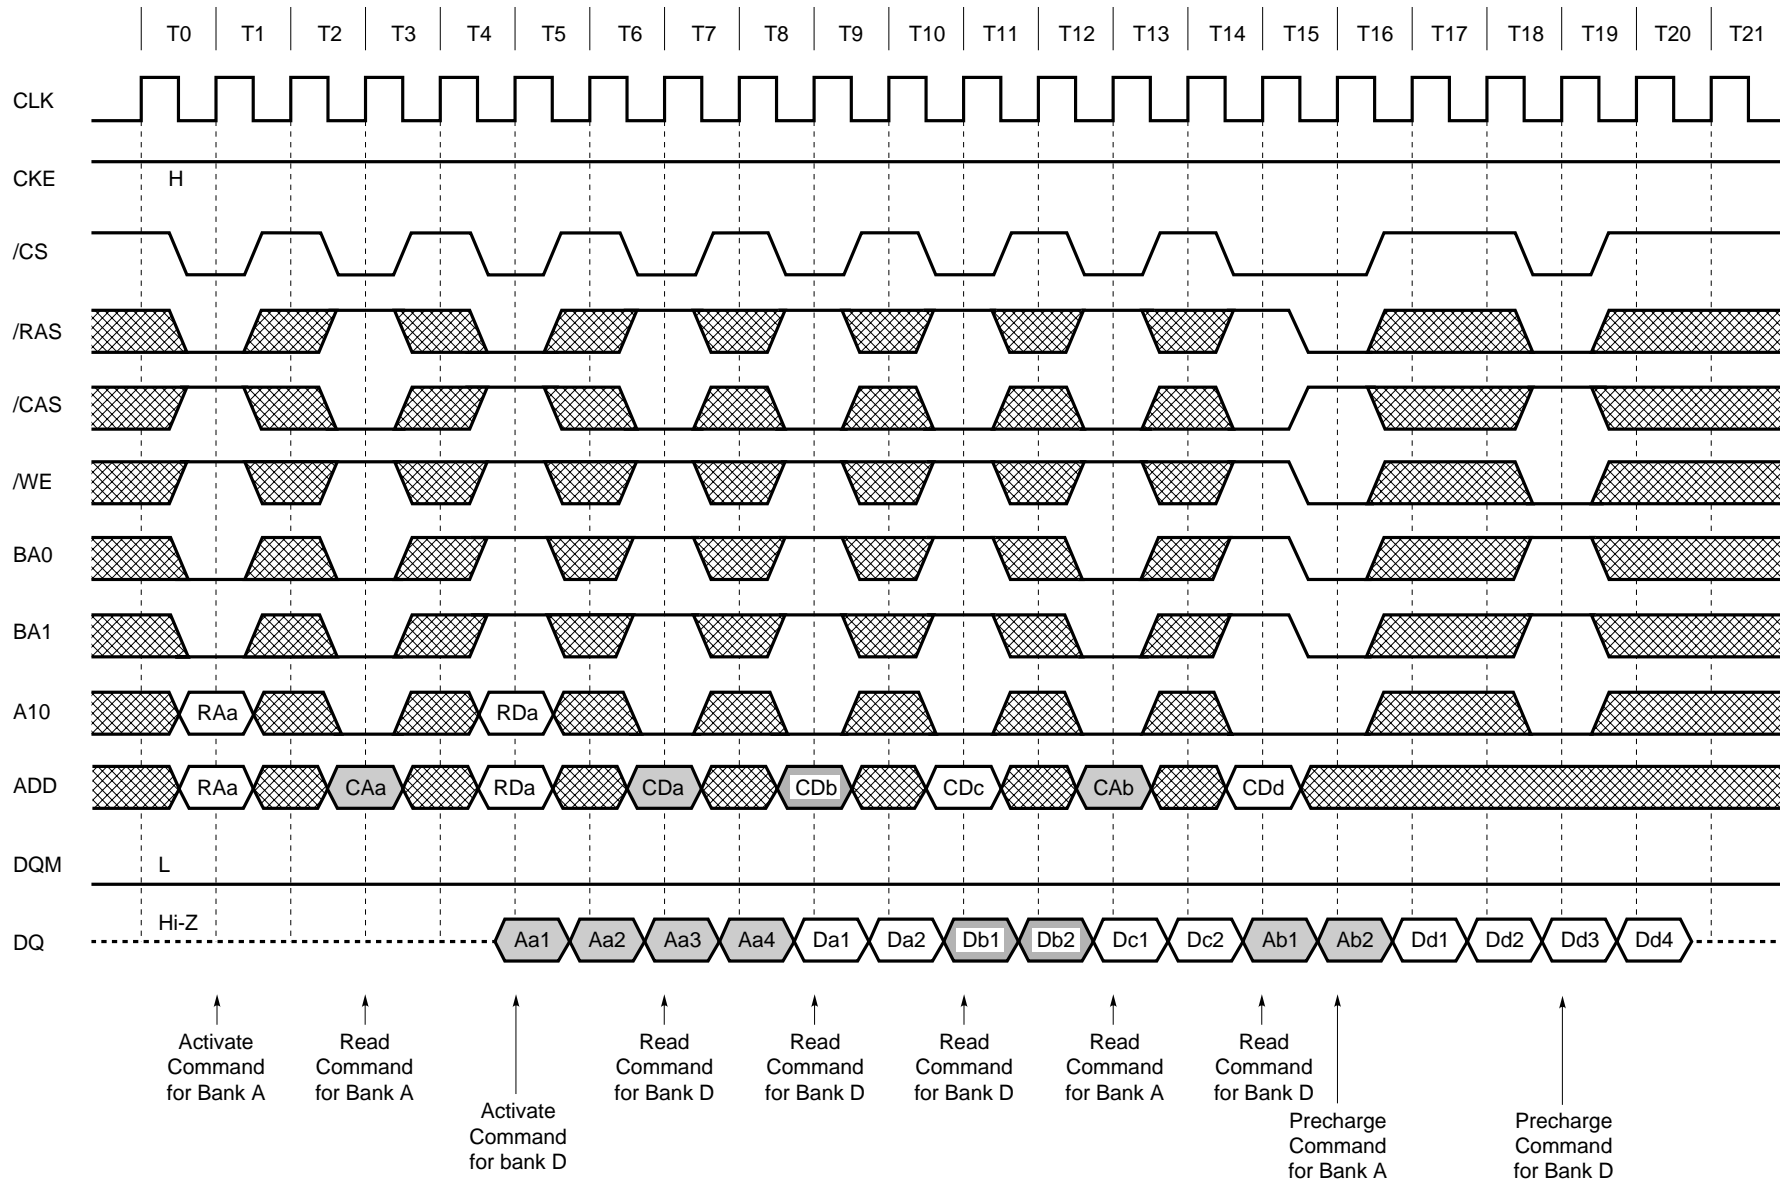 T0 T1 T2 T3 T4 T5 T6 T7 T8 T9 T10 T11 T12 T13 T14 T15 T16 T17 T18 T19 T20 T21
CLK
CKE H
/CS
/RAS
/CAS
/WE
BA0
BA1
A10 RAa RDa
ADD RAa CAa RDa CDa CDb CDc CAb CDd
DQM L
Hi-Z
DQ Aa1 Aa2 Aa3 Aa4 Da1 Da2 Db1 Db2 Dc1 Dc2 Ab1 Ab2 Dd1 Dd2 Dd3 Dd4
Activate
Command
for Bank A
Read
Command
for Bank A
Activate
Command
for bank D
Read
Command
for Bank D
Read
Command
for Bank D
Read
Command
for Bank D
Read
Command
for Bank A
Read
Command
for Bank D
Precharge
Command
for Bank A
Precharge
Command
for Bank D